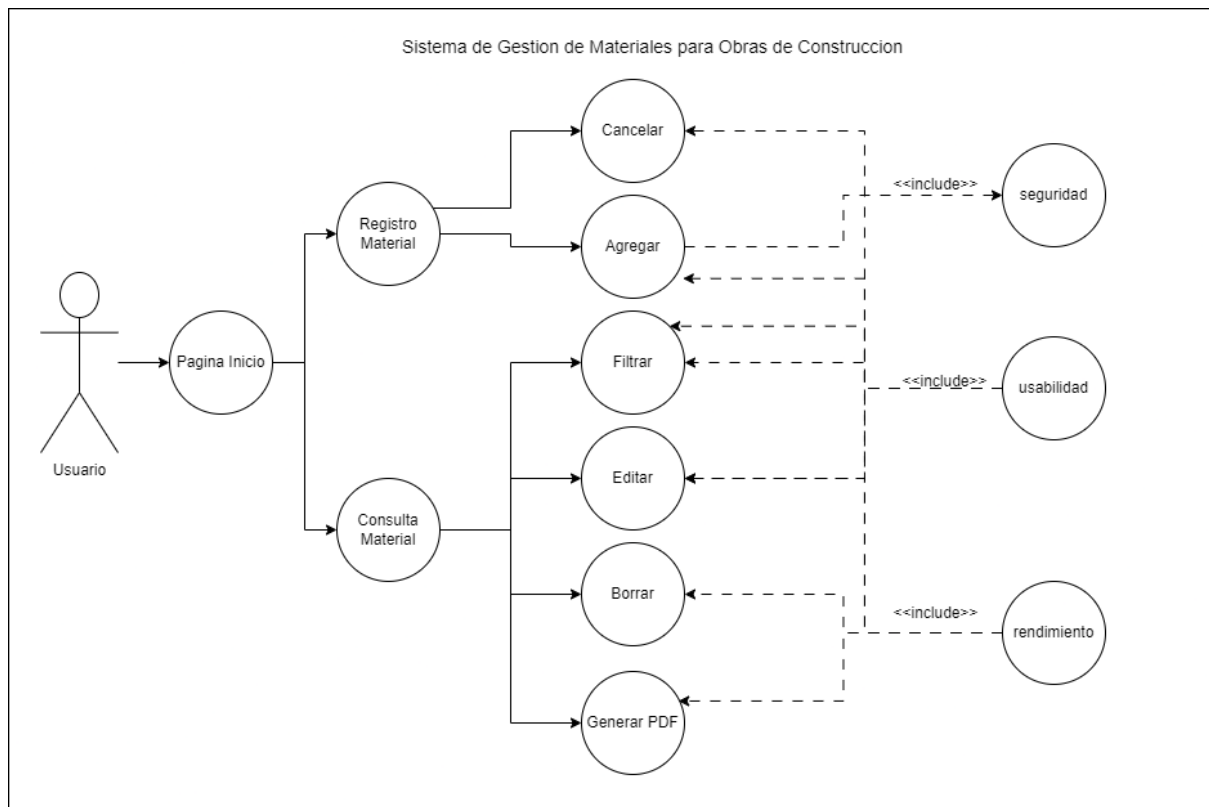 Sistema de Gestion de Materiales para Obras de Construccion
Cancelar
<<include>>
seguridad
Registro
Material
Agregar
Pagina Inicio
Filtrar
<<include>>
usabilidad
Usuario
Editar
Consulta
Material
Borrar
<<include>>
rendimiento
Generar PDF